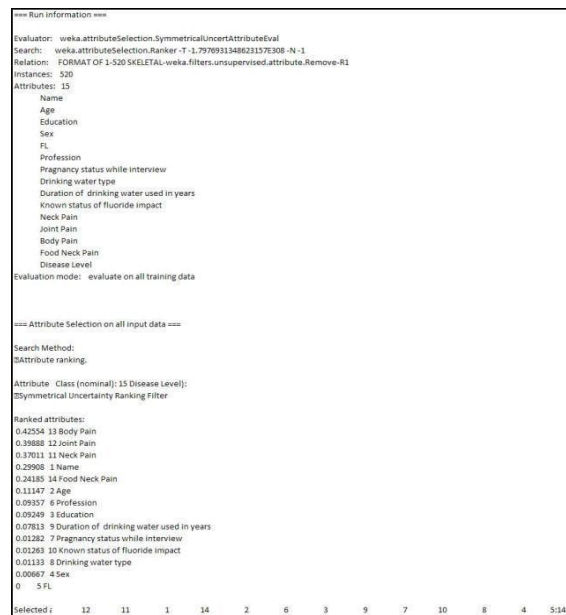 === Run information ===
Evaluator: weka.attributeSelection.SymmetricalUncertAttributeEval
Search: weka.attributeSelection.Ranker -T -1.7976931348623157E308 -N -1
Relation: FORMAT OF 1-520 SKELETAL-weka.filters.unsupervised.attribute.Remove-R1
Instances: 520
Attributes: 15
Name
Age
Education
Sex
FL
Profession
Pragnancy status while interview
Drinking water type
Duration of drinking water used in years
Known status of fluoride impact
Neck Pain
Joint Pain
Body Pain
Food Neck Pain
Disease Level
Evaluation mode: evaluate on all training data
=== Attribute Selection on all input data ===
Search Method:
Attribute ranking.
Attribute Class (nominal): 15 Disease Level):
Symmetrical Uncertainty Ranking Filter
Ranked attributes:
0.42554 13 Body Pain
0.39888 12 Joint Pain
0.37011 11 Neck Pain
0.29908 1 Name
0.24185 14 Food Neck Pain
0.11147 2 Age
0.09357 6 Profession
0.09249 3 Education
0.07813 9 Duration of drinking water used in years
0.01282 7 Pragnancy status while interview
0.01263 10 Known status of fluoride impact
0.01133 8 Drinking water type
0.00667 4 Sex
0 5 FL
Selected ; 12 11 1 14 2 6 3 9 7 10 8 4 5:14